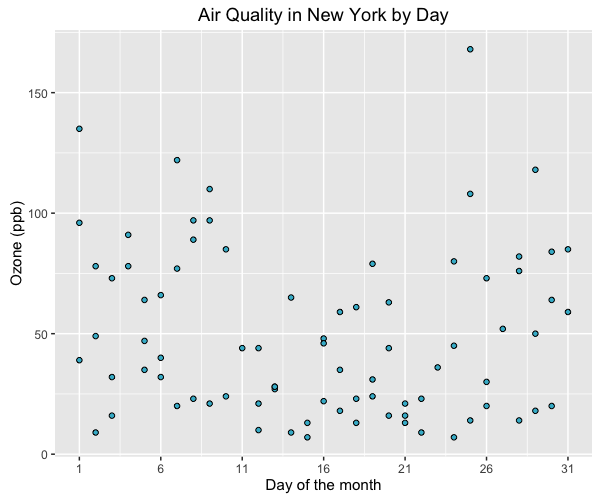 Air Quality in New York by Day
Ozone (ppb)
150
100
50
0
1 6 11 16 21 26 31
Day of the month